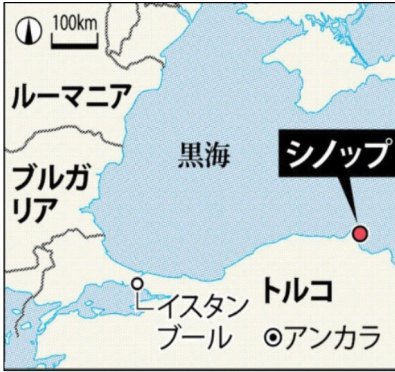 100km
ルーマニア
黒海
シノップ
ブルガ
リア
トルコ
イスタン
ブール
アンカラ